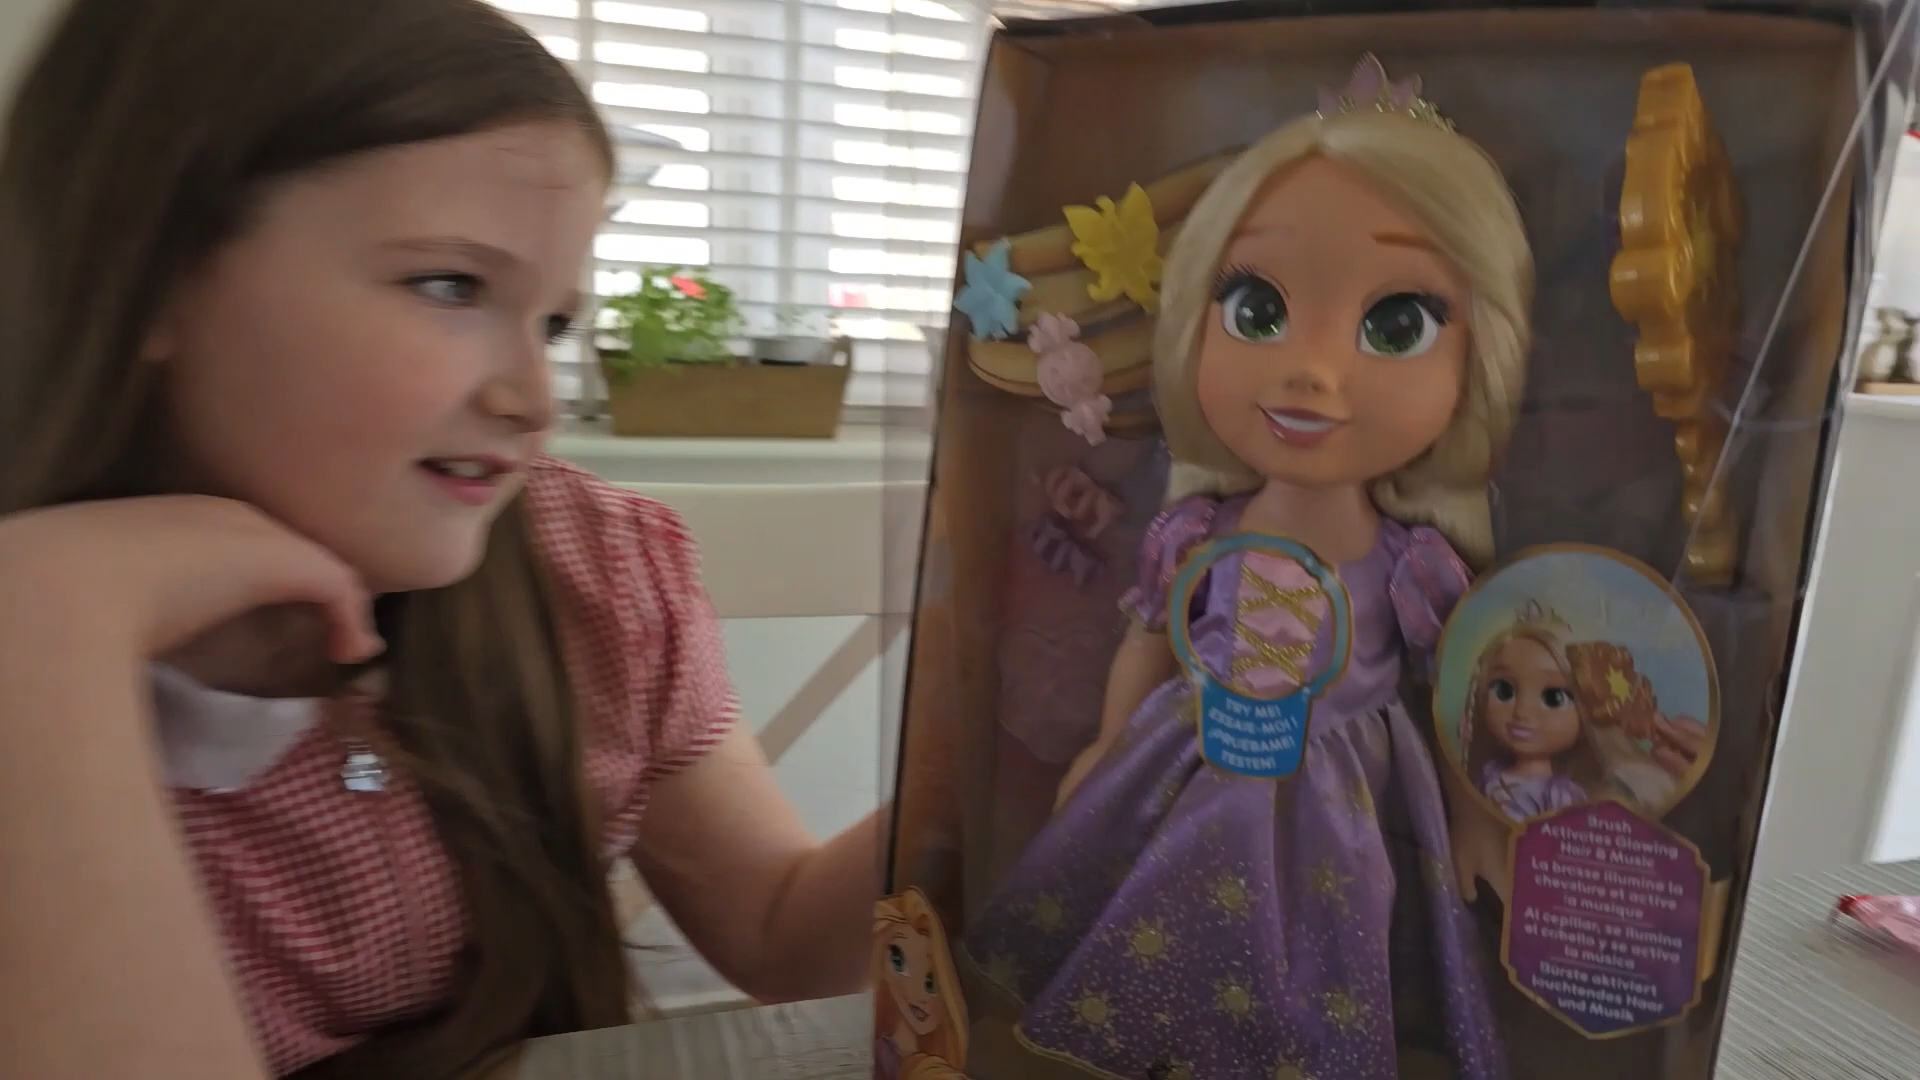 TRY ME!
ESSAIE-MOI !
¡PRUÉBAME!
TESTEN!
Brush
Activates Glowing
Hair & Music
La brosse illumine la
chevelure et active
la musique
Al cepillar, se ilumina
el cabello y se activa
la música
Bürste aktiviert
leuchtendes Haar
und Musik